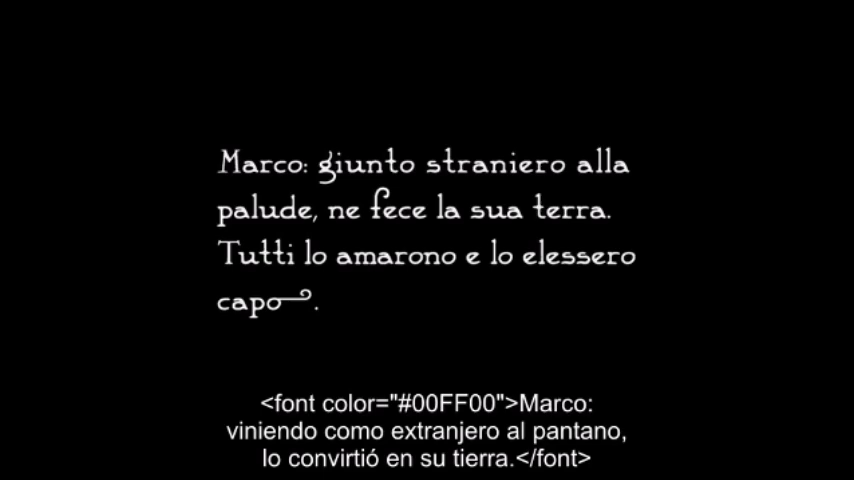 Marco: giunto straniero alla
palude, ne fece la sua terra.
Tutti lo amarono e lo elessero
capo.
<font color="#00FF00">Marco:
viniendo como extranjero al pantano,
lo convirtió en su tierra.</font>